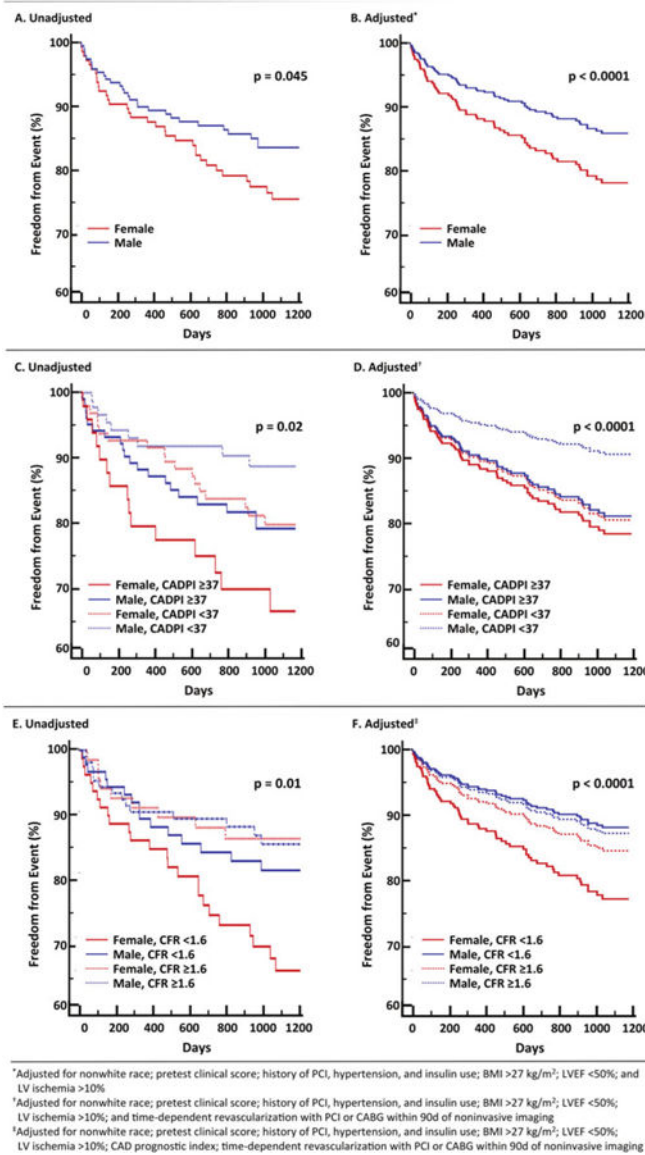 A. Unadjusted
100
90
80
70
60
Freedom from Event (%)
p = 0.045
Female
Male
0 200 400 600 800 1000 1200
Days
B. Adjusted*
100
90
80
70
60
Freedom from Event (%)
p < 0.0001
Female
Male
0 200 400 600 800 1000 1200
Days
C. Unadjusted
100
90
80
70
60
Freedom from Event (%)
p = 0.02
Female, CADPI ≥37
Male, CADPI ≥37
Female, CADPI <37
Male, CADPI <37
0 200 400 600 800 1000 1200
Days
D. Adjusted†
100
90
80
70
60
Freedom from Event (%)
p < 0.0001
Female, CADPI ≥37
Male, CADPI ≥37
Female, CADPI <37
Male, CADPI <37
0 200 400 600 800 1000 1200
Days
E. Unadjusted
100
90
80
70
60
Freedom from Event (%)
p = 0.01
Female, CFR <1.6
Male, CFR <1.6
Female, CFR ≥1.6
Male, CFR ≥1.6
0 200 400 600 800 1000 1200
Days
F. Adjusted‡
100
90
80
70
60
Freedom from Event (%)
p < 0.0001
Female, CFR <1.6
Male, CFR <1.6
Female, CFR ≥1.6
Male, CFR ≥1.6
0 200 400 600 800 1000 1200
Days
*Adjusted for nonwhite race; pretest clinical score; history of PCI, hypertension, and insulin use; BMI >27 kg/m²; LVEF <50%; and
LV ischemia >10%
†Adjusted for nonwhite race; pretest clinical score; history of PCI, hypertension, and insulin use; BMI >27 kg/m²; LVEF <50%;
LV ischemia >10%; and time-dependent revascularization with PCI or CABG within 90d of noninvasive imaging
‡Adjusted for nonwhite race; pretest clinical score; history of PCI, hypertension, and insulin use; BMI >27 kg/m²; LVEF <50%;
LV ischemia >10%; CAD prognostic index; time-dependent revascularization with PCI or CABG within 90d of noninvasive imaging